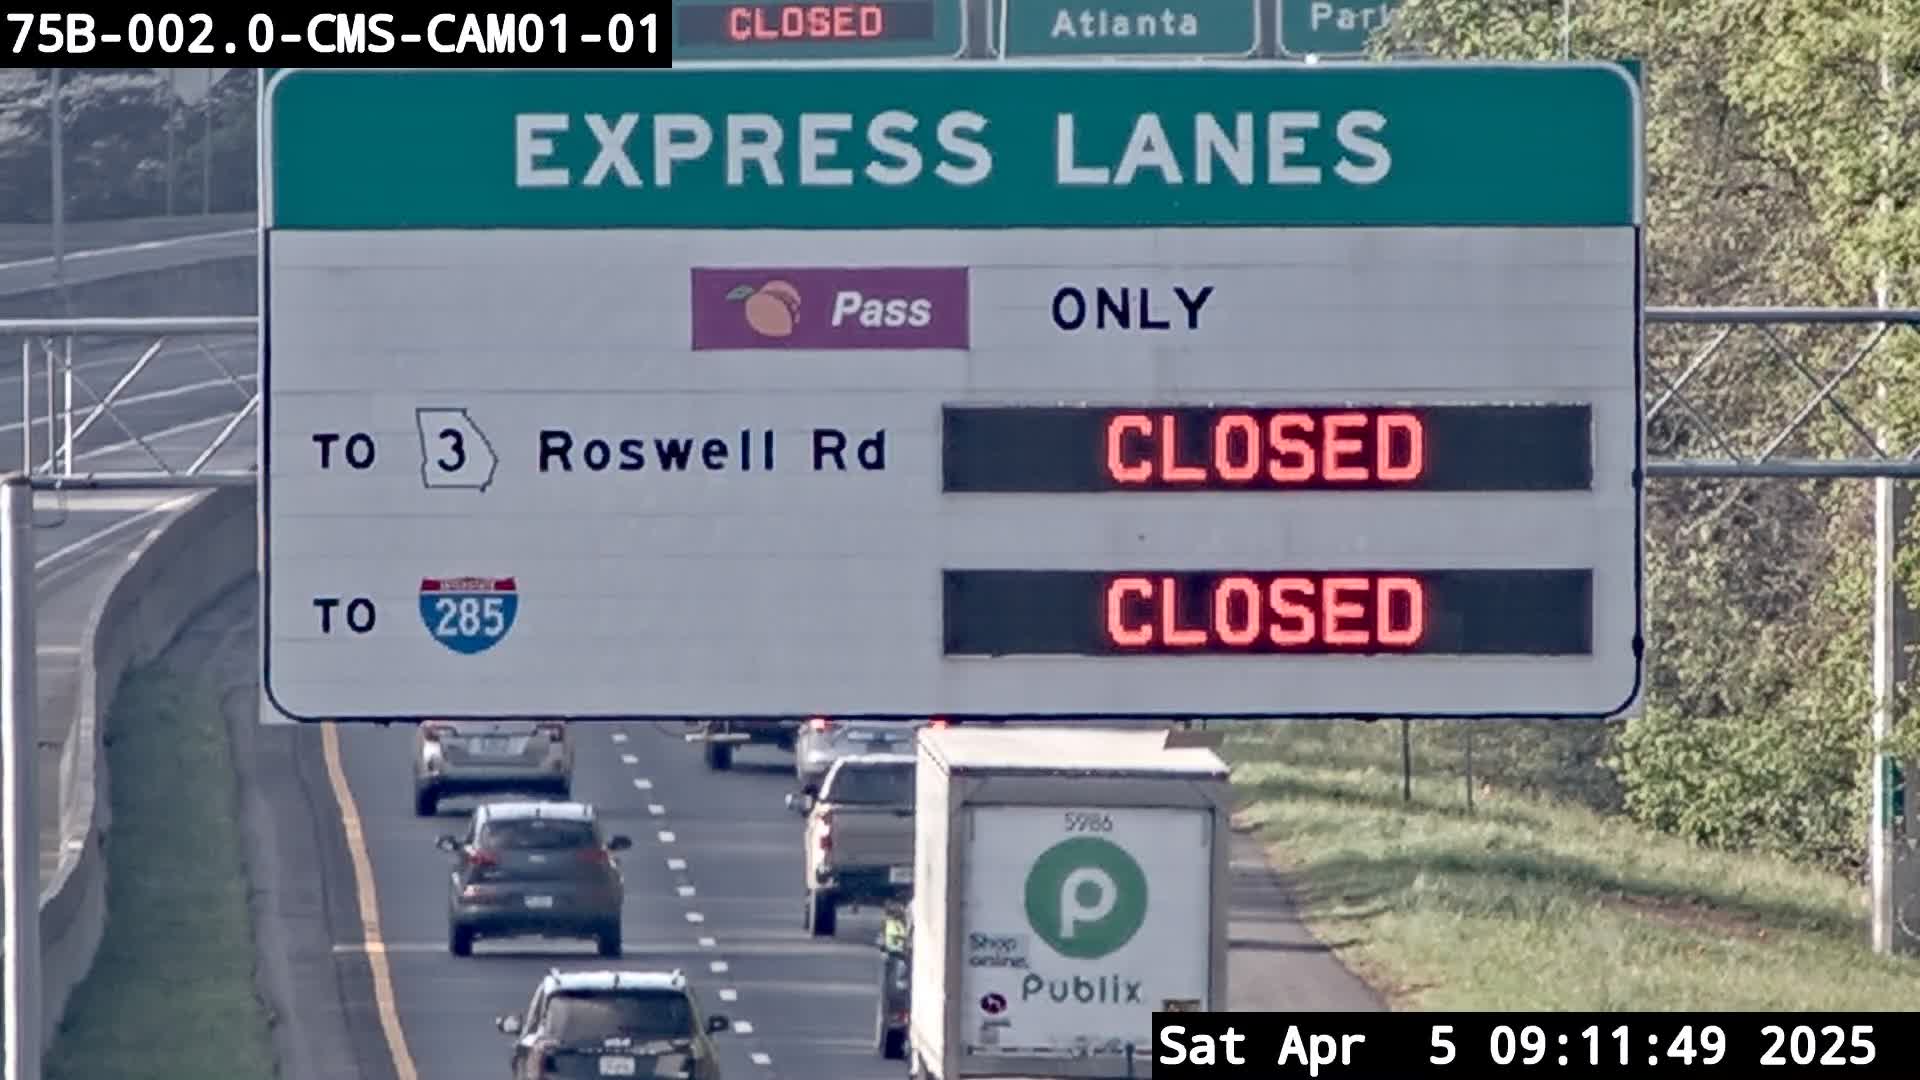 75B-002.0-CMS-CAM01-01
CLOSED
Atlanta
Park
EXPRESS LANES
Pass ONLY
TO 3 Roswell Rd CLOSED
TO 285 CLOSED
5986
Shop
online.
Publix
Sat Apr 5 09:11:49 2025